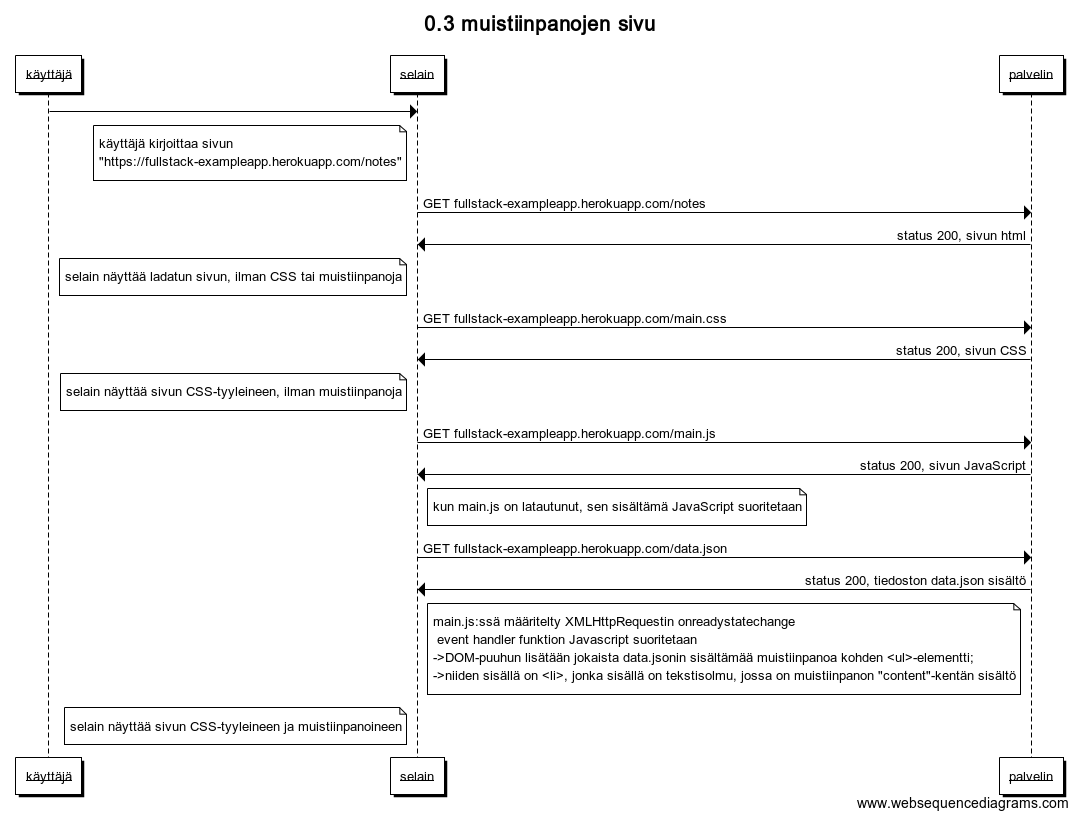 0.3 muistiinpanojen sivu
käyttäjä
selain
palvelin
käyttäjä kirjoittaa sivun
"https://fullstack-exampleapp.herokuapp.com/notes"
GET fullstack-exampleapp.herokuapp.com/notes
status 200, sivun html
selain näyttää ladatun sivun, ilman CSS tai muistiinpanoja
GET fullstack-exampleapp.herokuapp.com/main.css
status 200, sivun CSS
selain näyttää sivun CSS-tyyleineen, ilman muistiinpanoja
GET fullstack-exampleapp.herokuapp.com/main.js
status 200, sivun JavaScript
kun main.js on latautunut, sen sisältämä JavaScript suoritetaan
GET fullstack-exampleapp.herokuapp.com/data.json
status 200, tiedoston data.json sisältö
main.js:ssä määritelty XMLHttpRequestin onreadystatechange
event handler funktion Javascript suoritetaan
->DOM-puuhun lisätään jokaista data.jsonin sisältämää muistiinpanoa kohden <ul>-elementti;
->niiden sisällä on <li>, jonka sisällä on tekstisolmu, jossa on muistiinpanon "content"-kentän sisältö
selain näyttää sivun CSS-tyyleineen ja muistiinpanoineen
käyttäjä
selain
palvelin
www.websequencediagrams.com